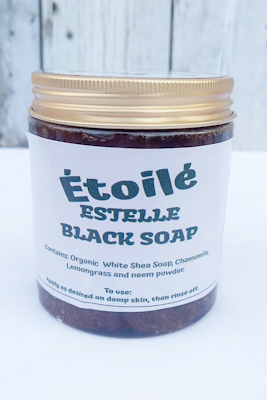 Étoilé
ESTELLE
BLACK SOAP
Contains: Organic White Shea Soap, Chamomile,
Lemongrass and neem powder.
To use:
Apply as desired on damp skin, then rinse off.